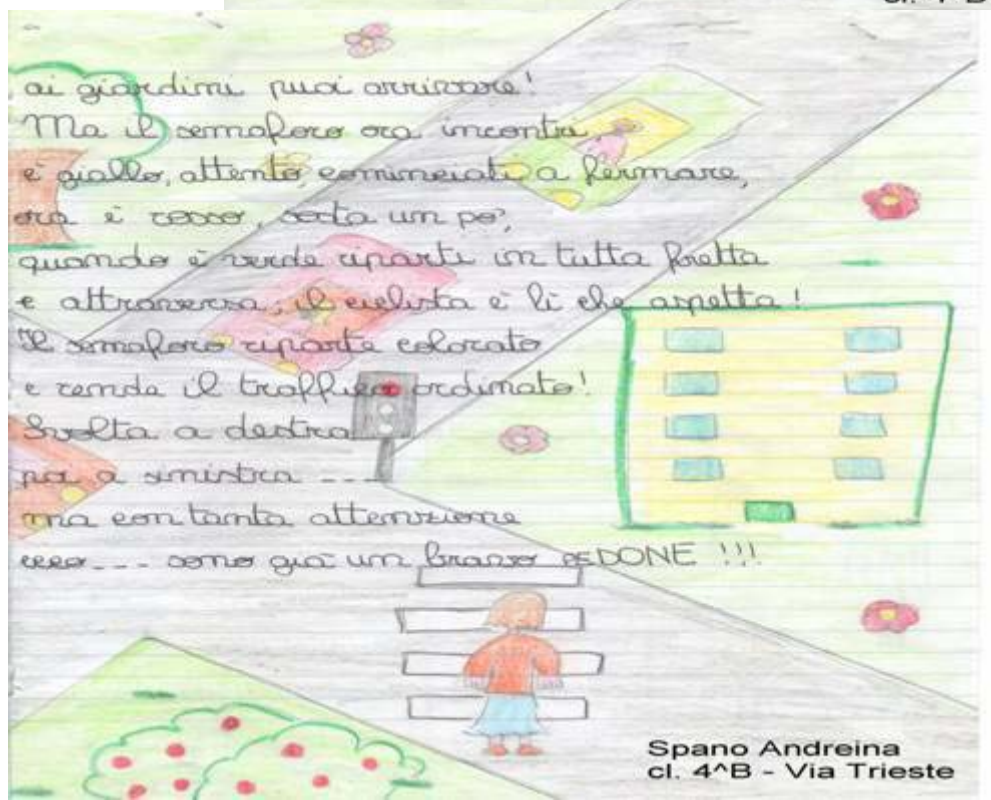 ai giardini puoi arrivare!
Ma il semaforo ora incontri,
è giallo, attento, cominciati a fermare,
ora è rosso, sosta un po',
quando è verde riparti in tutta fretta
e attraversa; il ciclista è lì che aspetta!
Il semaforo riparte colorato
e rende il traffico ordinato!
Svolta a destra
poi a sinistra ---
ma con tanta attenzione
ecco--- sono già un bravo PEDONE !!!
Spano Andreina
cl. 4^B - Via Trieste